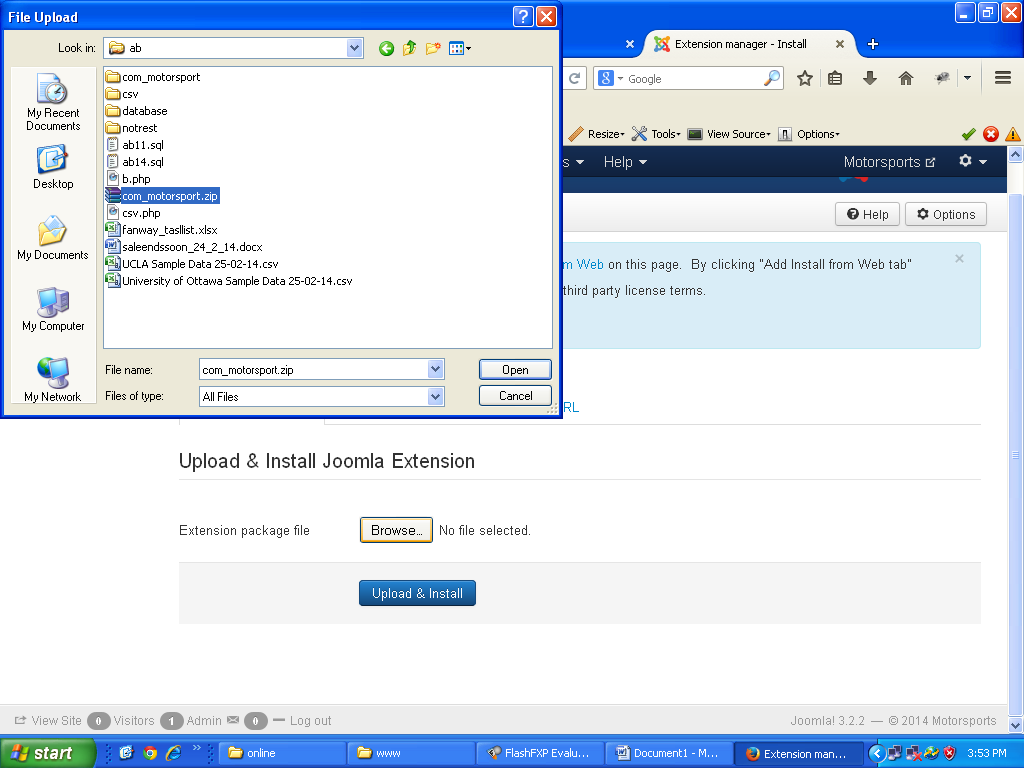 File Upload
Look in:
ab
My Recent
Documents
Desktop
My Documents
My Computer
My Network
com_motorsport
csv
database
notrest
ab11.sql
ab14.sql
b.php
com_motorsport.zip
csv.php
fanway_tasllist.xlsx
saleendssoon_24_2_14.docx
UCLA Sample Data 25-02-14.csv
University of Ottawa Sample Data 25-02-14.csv
File name:
com_motorsport.zip
Open
Files of type:
All Files
Cancel
Extension manager - Install
Google
Resize
Tools
View Source
Options
s
Help
Motorsports
Help
Options
m Web on this page. By clicking "Add Install from Web tab"
third party license terms.
RL
Upload & Install Joomla Extension
Extension package file
Browse...
No file selected.
Upload & Install
View Site
0
Visitors
1
Admin
0
Log out
Joomla! 3.2.2 — © 2014 Motorsports
start
online
www
FlashFXP Evalu...
Document1 - M...
Extension man...
3:53 PM